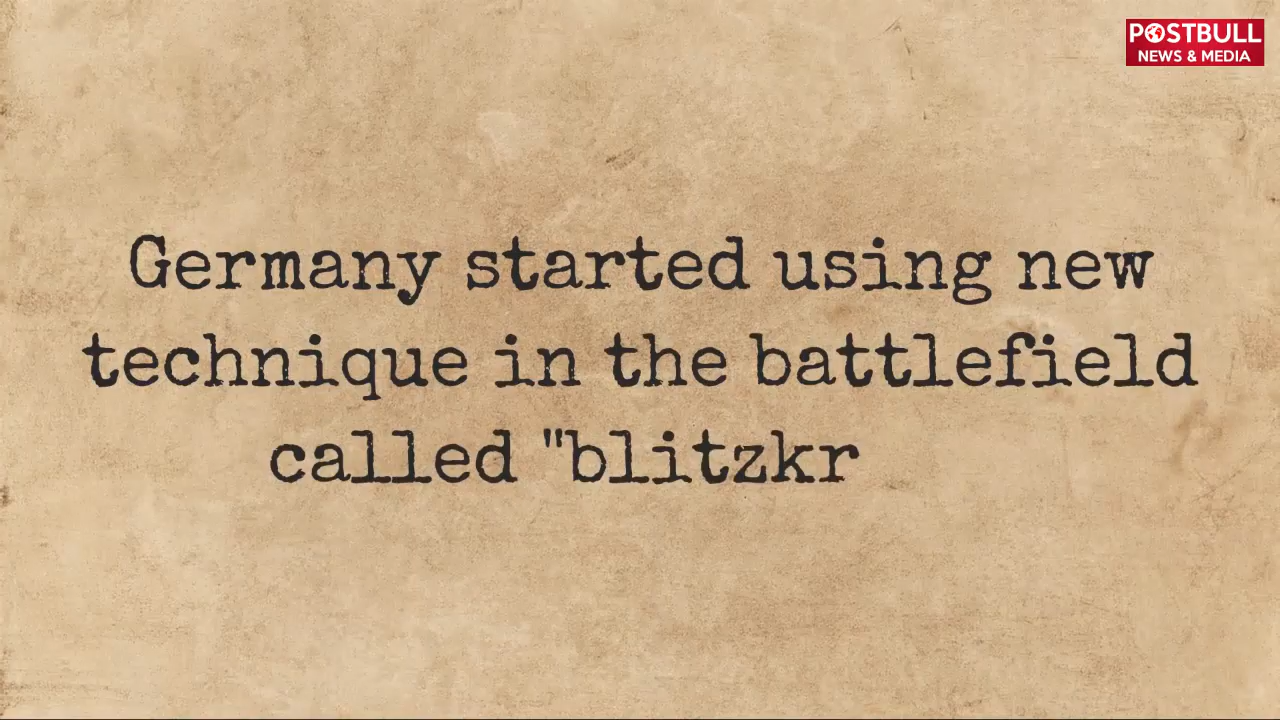 POSTBULL
NEWS & MEDIA
Germany started using new
technique in the battlefield
called "blitzkr